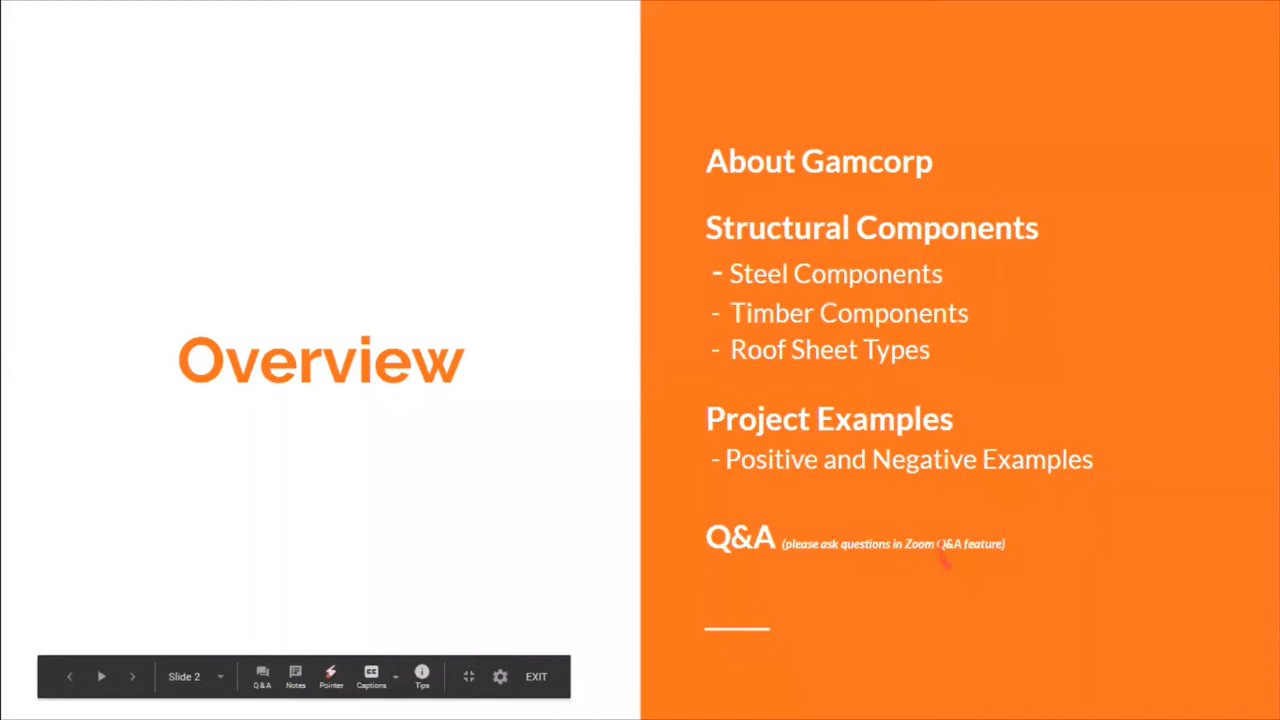 Overview
About Gamcorp
Structural Components
- Steel Components
- Timber Components
- Roof Sheet Types
Project Examples
- Positive and Negative Examples
Q&A (please ask questions in Zoom Q&A feature)
Slide 2
Q&A
Notes
Pointer
CC
Captions
Tips
EXIT